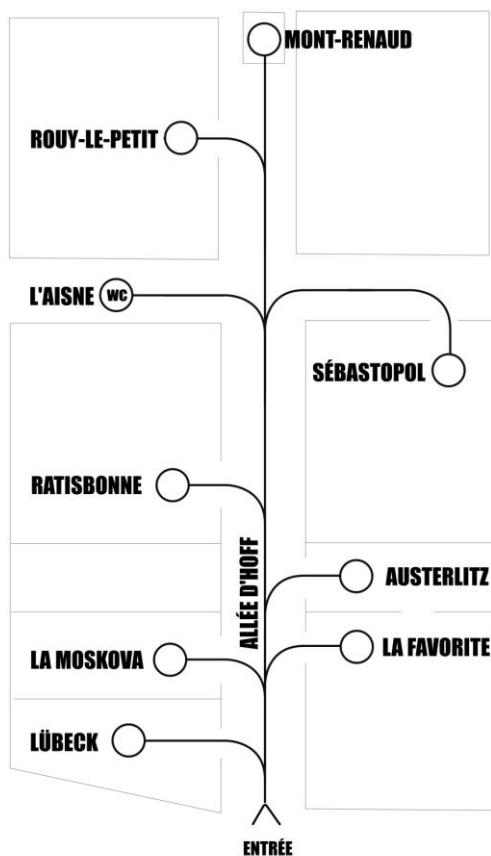 MONT-RENAUD
ROUY-LE-PETIT
L'AISNE
WC
SÉBASTOPOL
RATISBONNE
ALLÉE D'HOFF
AUSTERLITZ
LA FAVORITE
LA MOSKOVA
LÜBECK
ENTRÉE